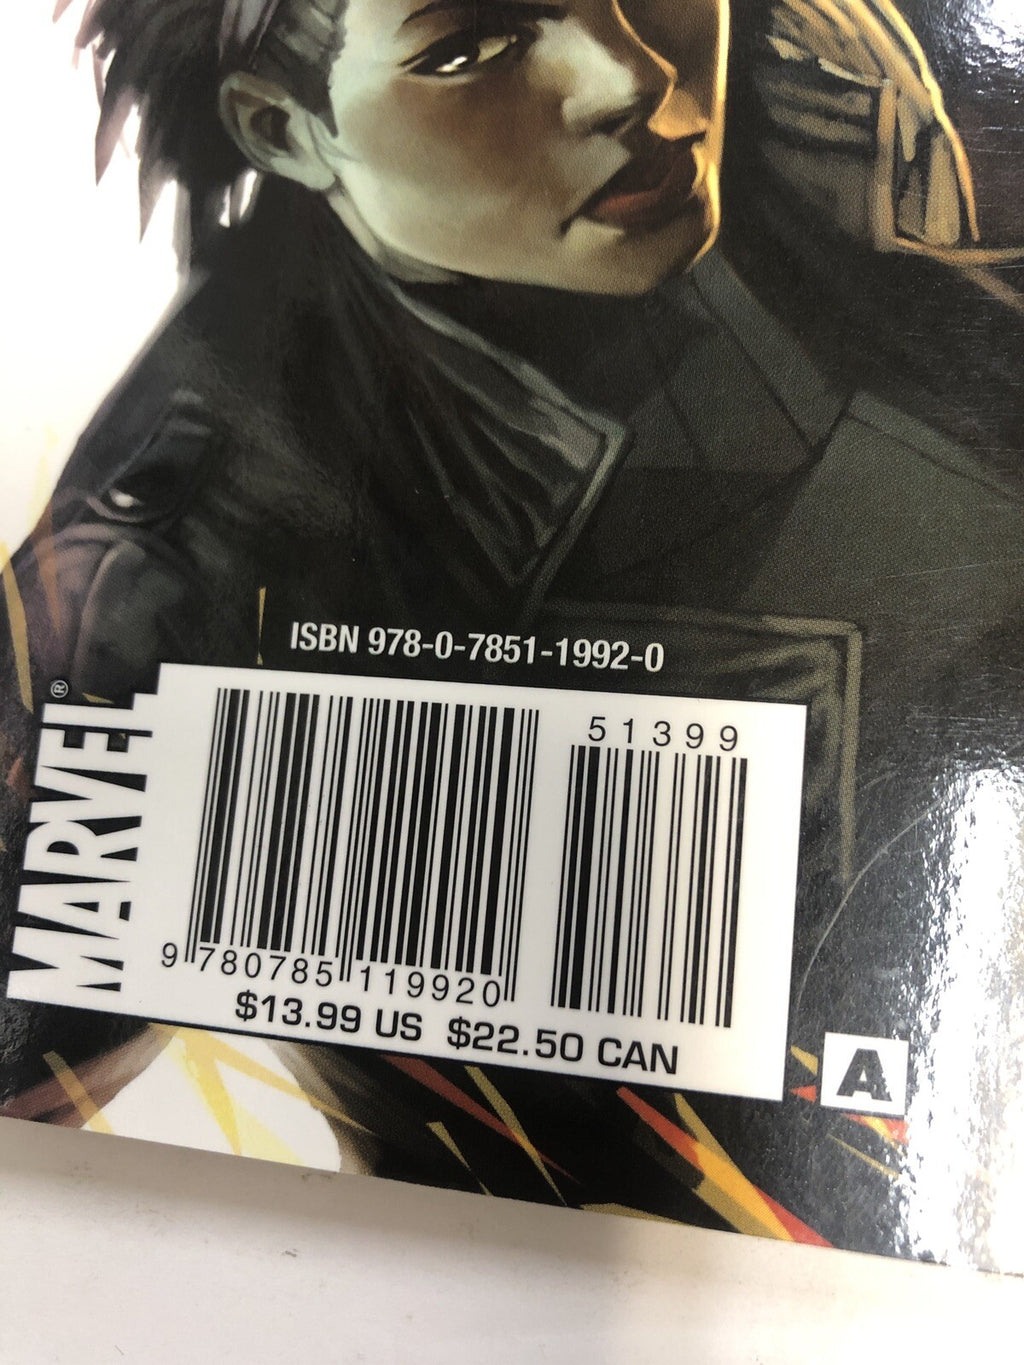 ISBN 978-0-7851-1992-0
MARVEL®
51399
9 780785 119920
$13.99 US $22.50 CAN
A